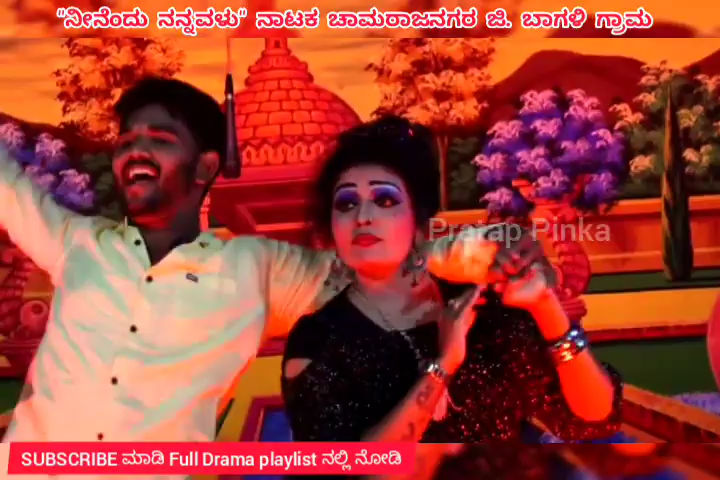 "ನೀನೆಂದು ನನ್ನವಳು" ನಾಟಕ ಚಾಮರಾಜನಗರ ಜಿ. ಬಾಗಳಿ ಗ್ರಾಮ
Pratap Pinka
SUBSCRIBE ಮಾಡಿ Full Drama playlist ನಲ್ಲಿ ನೋಡಿ